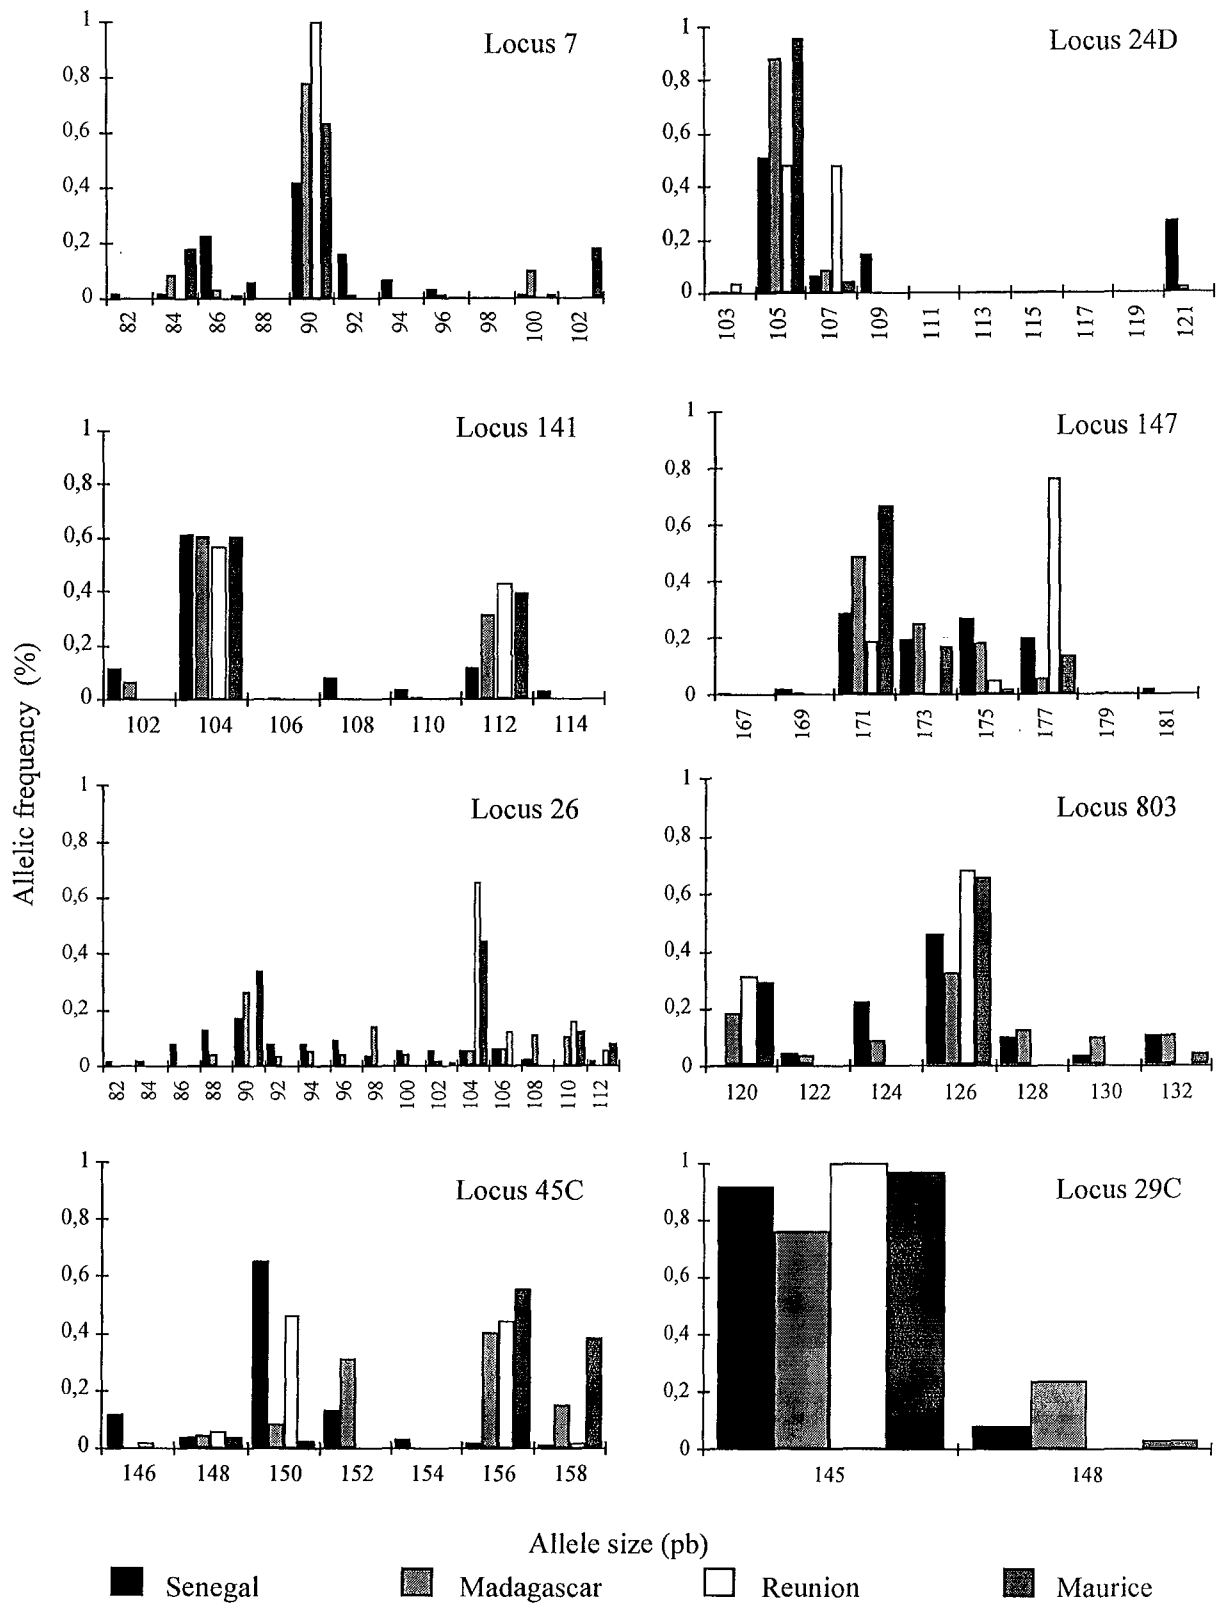 Allelic frequency (%)
Locus 7
1
0,8
0,6
0,4
0,2
0
82 84 86 88 90 92 94 96 98 100 102
Locus 24D
1
0,8
0,6
0,4
0,2
0
103 105 107 109 111 113 115 117 119 121
Locus 141
1
0,8
0,6
0,4
0,2
0
102 104 106 108 110 112 114
Locus 147
1
0,8
0,6
0,4
0,2
0
167 169 171 173 175 177 179 181
Locus 26
1
0,8
0,6
0,4
0,2
0
82 84 86 88 90 92 94 96 98 100 102 104 106 108 110 112
Locus 803
1
0,8
0,6
0,4
0,2
0
120 122 124 126 128 130 132
Locus 45C
1
0,8
0,6
0,4
0,2
0
146 148 150 152 154 156 158
Locus 29C
1
0,8
0,6
0,4
0,2
0
145 148
Allele size (pb)
Senegal Madagascar Reunion Maurice